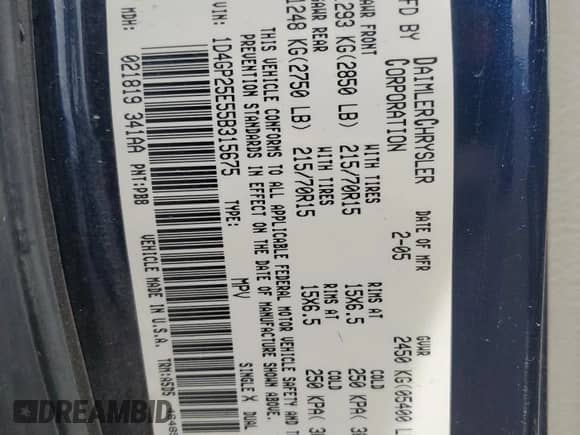 MFD BY DAIMLERCHRYSLER CORPORATION DATE OF MFR 2-05 GVWR 2450 KG(05400 L
GAWR FRONT WITH TIRES RIMS AT COLD
1293 KG(2850 LB) 215/70R15 15X6.5 250 KPA(
GAWR REAR WITH TIRES RIMS AT COLD
1248 KG(2750 LB) 215/70R15 15X6.5 250 KPA(
THIS VEHICLE CONFORMS TO ALL APPLICABLE FEDERAL MOTOR VEHICLE SAFETY AND T
PREVENTION STANDARDS IN EFFECT ON THE DATE OF MANUFACTURE SHOWN ABOVE.
VIN: 1D4GP25E55B315675 TYPE: MPV SINGLE X DUAL
MDH: 021819 341AA PNT:PB8 VEHICLE MADE IN U.S.A.
DREAMBID